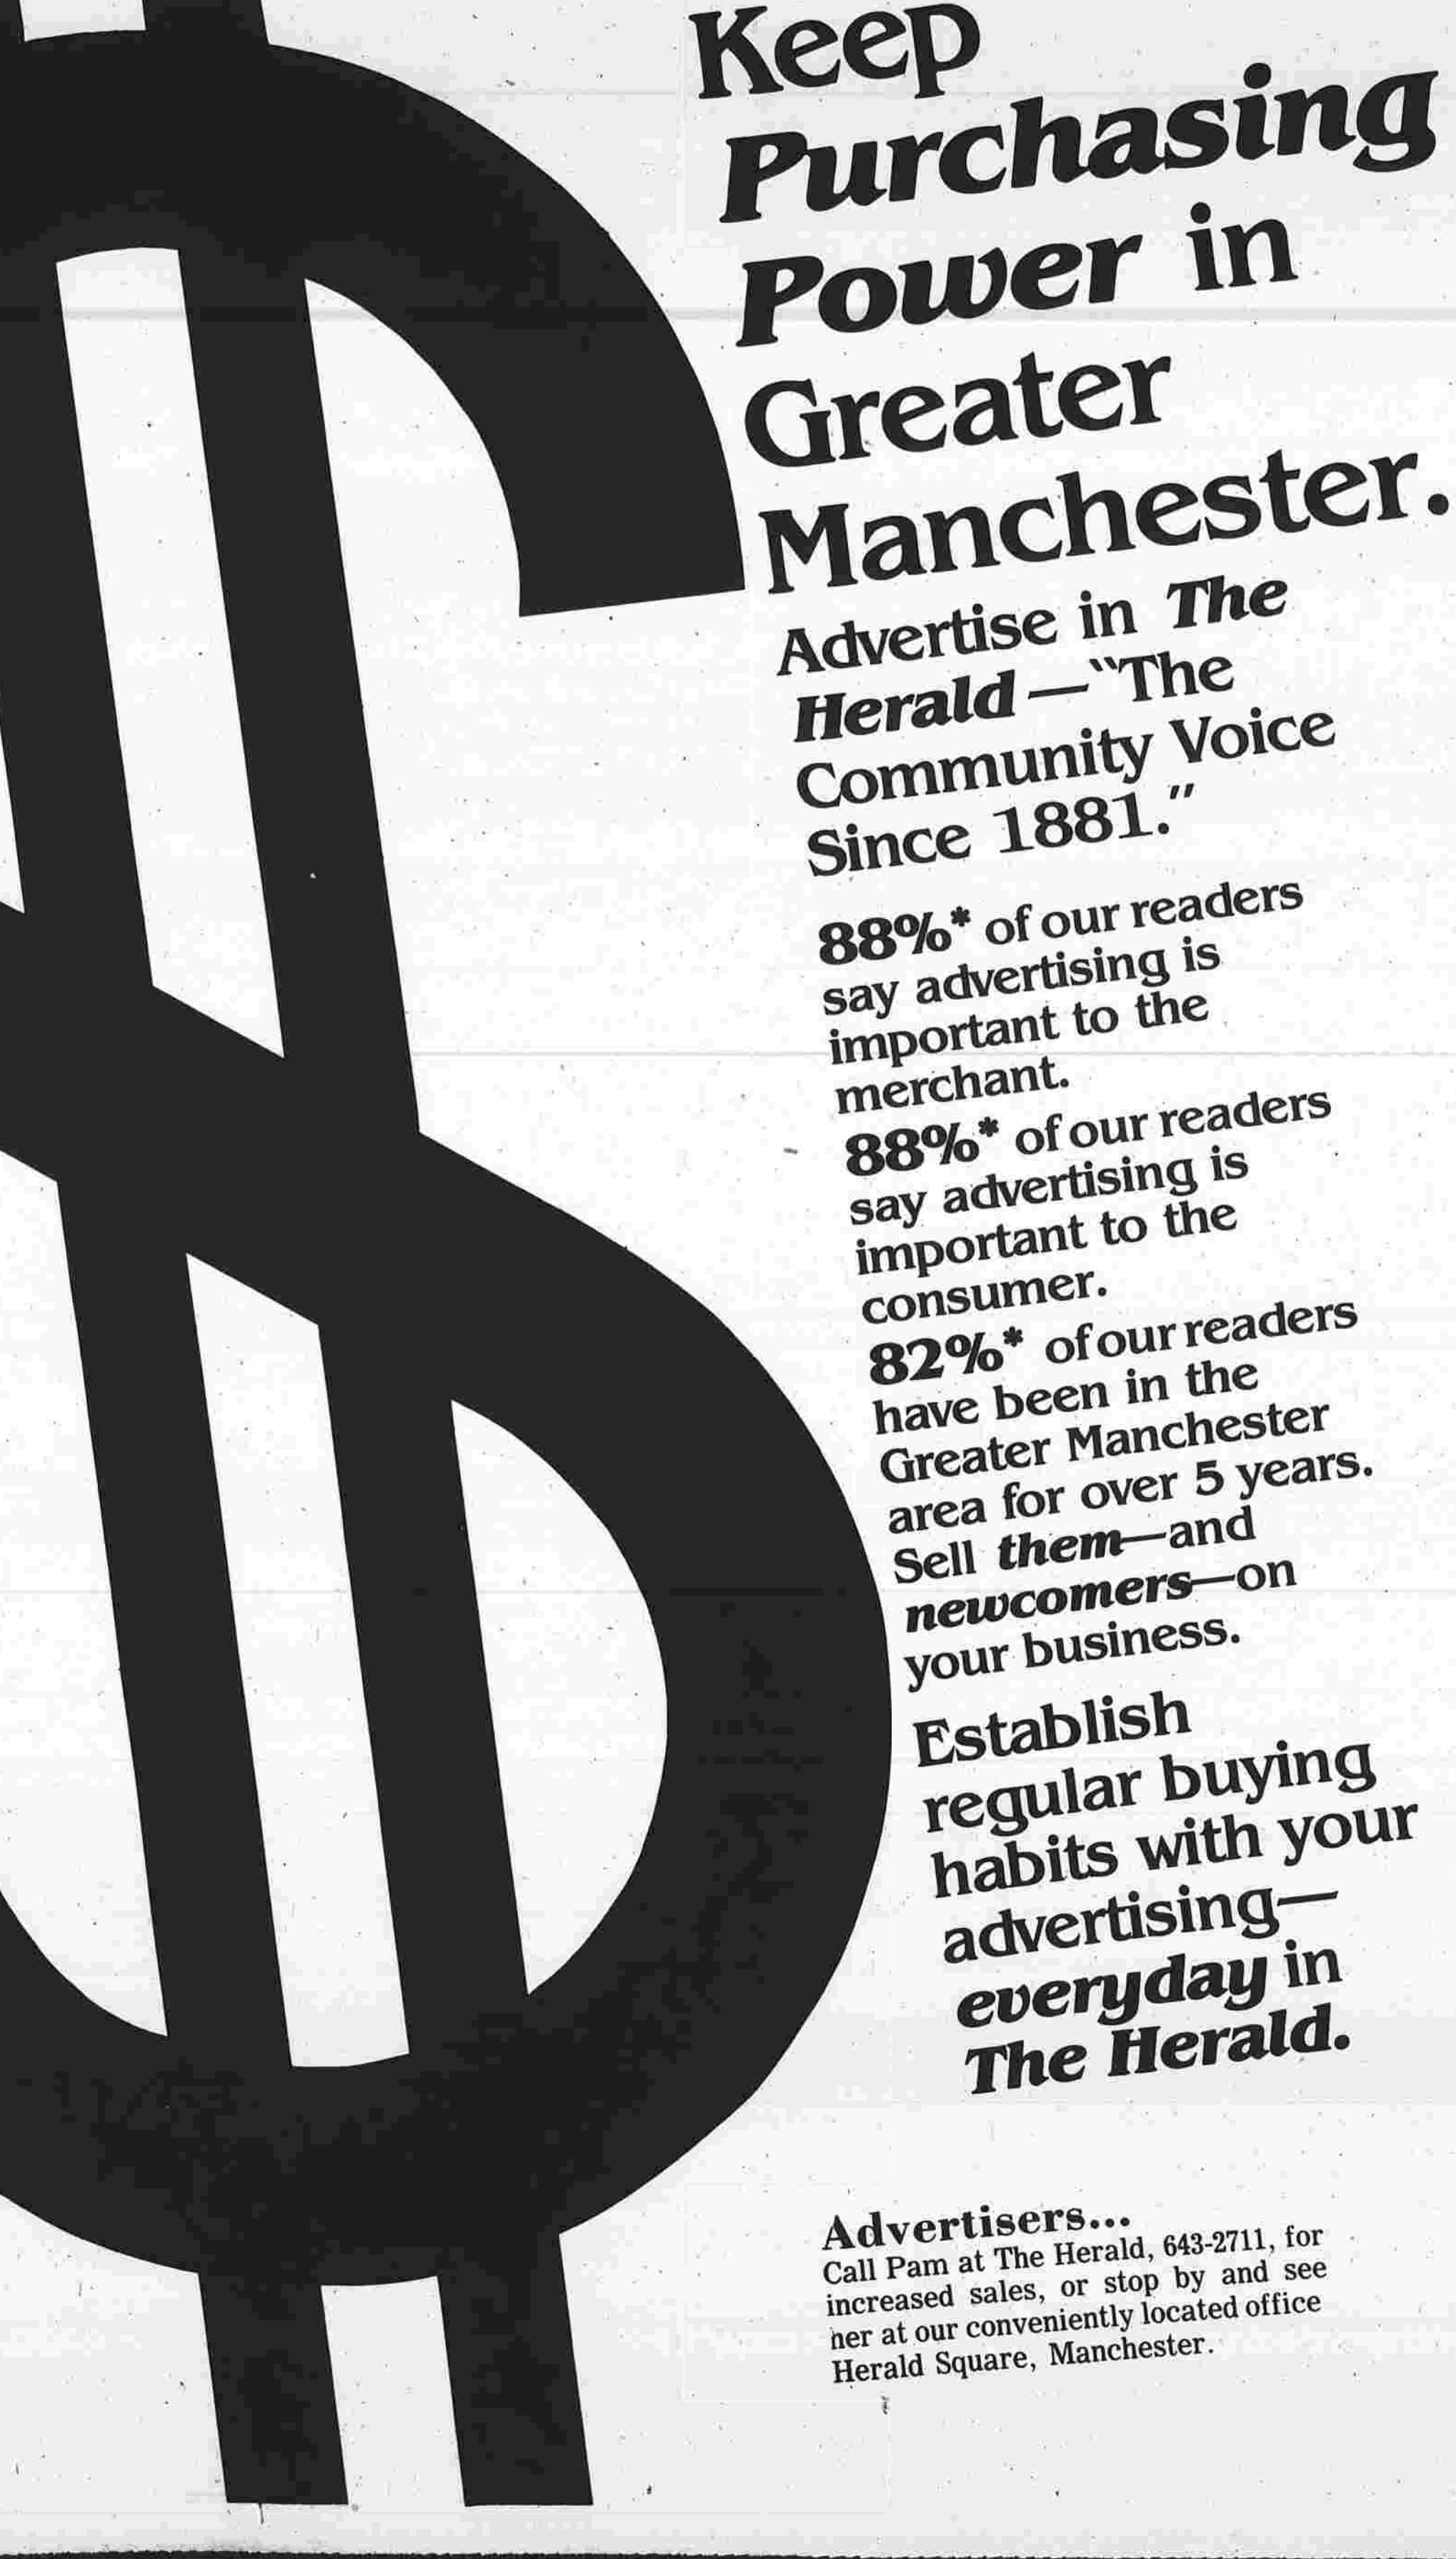 Keep
Purchasing
Power in
Greater
Manchester.
Advertise in The
Herald—"The
Community Voice
Since 1881."
88%* of our readers
say advertising is
important to the
merchant.
88%* of our readers
say advertising is
important to the
consumer.
82%* of our readers
have been in the
Greater Manchester
area for over 5 years.
Sell them—and
newcomers—on
your business.
Establish
regular buying
habits with your
advertising—
everyday in
The Herald.
Advertisers...
Call Pam at The Herald, 643-2711, for
increased sales, or stop by and see
her at our conveniently located office
Herald Square, Manchester.